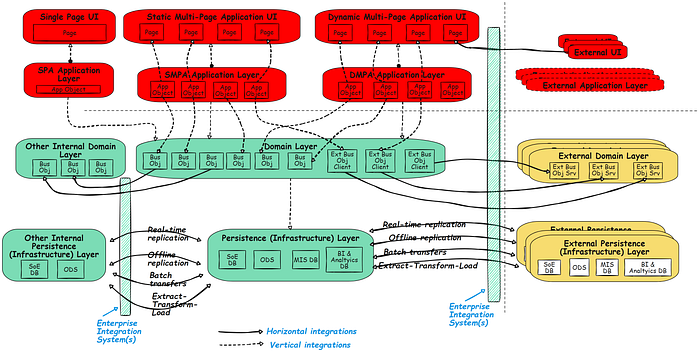 Single Page UI
Page
Static Multi-Page Application UI
Page
Page
Page
Page
Dynamic Multi-Page Application UI
Page
Page
Page
Page
External UI
SPA Application
Layer
App Object
SMPA Application Layer
App
Object
App
Object
App
Object
App
Object
DMPA Application Layer
App
Object
App
Object
App
Object
App
Object
External Application Layer
Other Internal Domain
Layer
Bus
Obj
Bus
Obj
Bus
Obj
Domain Layer
Bus
Obj
Bus
Obj
Bus
Obj
Bus
Obj
Bus
Obj
Bus
Obj
Ext Bus
Obj
Client
Ext Bus
Obj
Client
Ext Bus
Obj
Client
External Domain Layer
Ext Bus
Obj Srv
Ext Bus
Obj Srv
Ext Bus
Obj Srv
Other Internal
Persistence
(Infrastructure) Layer
SoE
DB
ODS
Real-time
replication
Offline
replication
Batch
transfers
Extract-
Transform-
Load
Persistence (Infrastructure) Layer
SoE
DB
ODS
MIS DB
BI &
Analtyics
DB
Real-time replication
Offline replication
Batch transfers
Extract-Transform-Load
External Persistence
External Persistence
(Infrastructure) Layer
SoE
DB
ODS
MIS
DB
BI &
Analtyics DB
Enterprise
Integration
System(s)
Enterprise
Integration
System(s)
Horizontal integrations
Vertical integrations